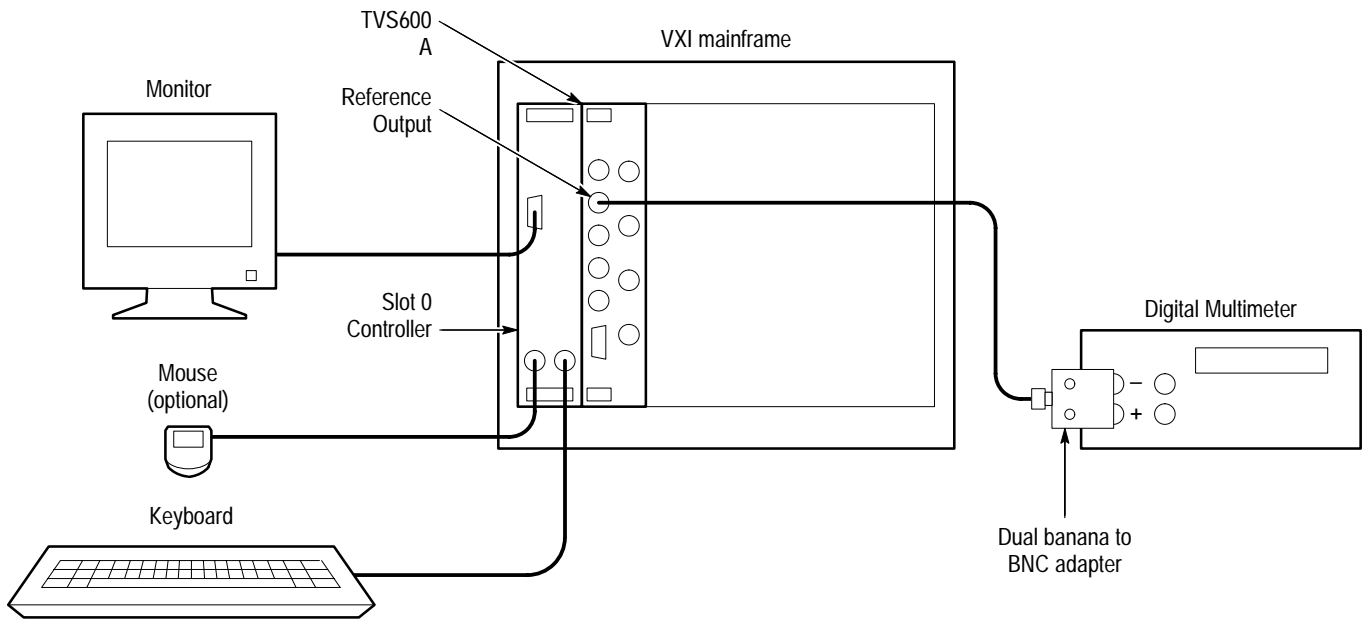 TVS600
A
VXI mainframe
Monitor
Reference
Output
Slot 0
Controller
Digital Multimeter
Mouse
(optional)
–
+
Keyboard
Dual banana to
BNC adapter